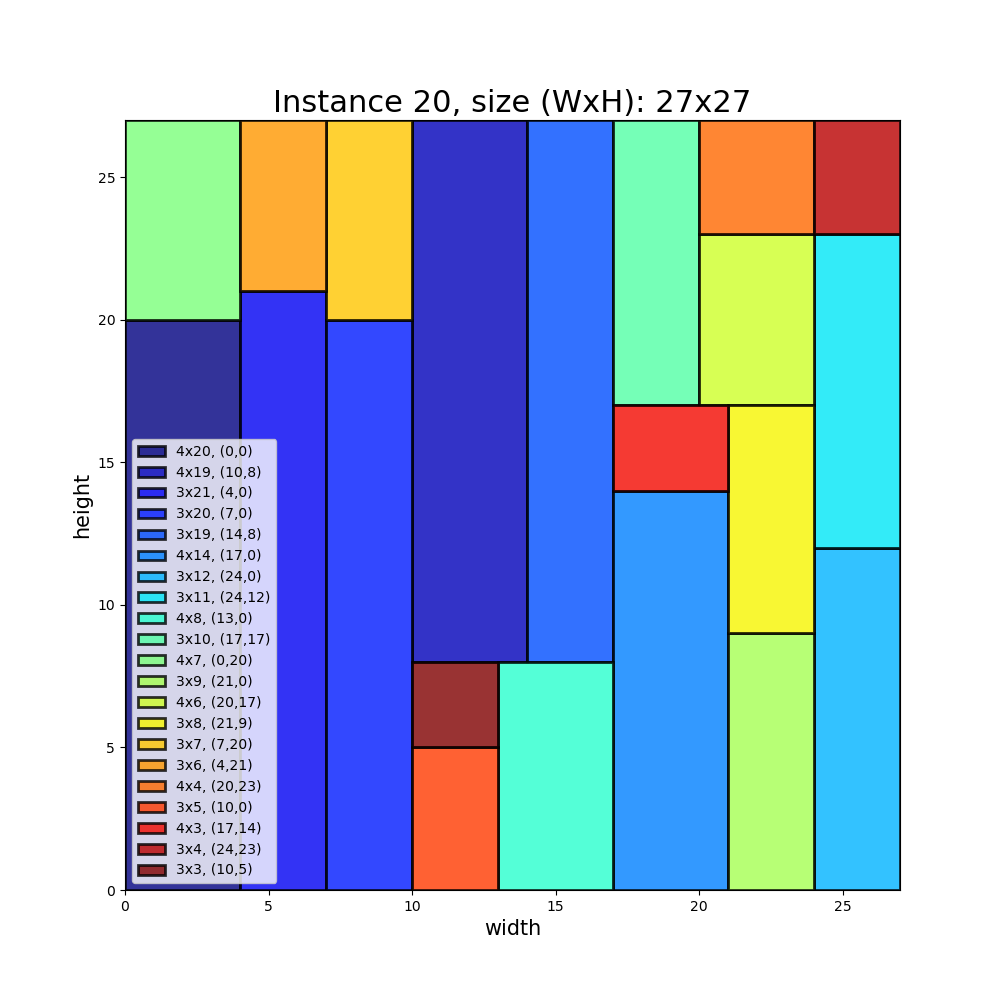 Instance 20, size (WxH): 27x27
height
25
20
15
10
5
0
4x20, (0,0)
4x19, (10,8)
3x21, (4,0)
3x20, (7,0)
3x19, (14,8)
4x14, (17,0)
3x12, (24,0)
3x11, (24,12)
4x8, (13,0)
3x10, (17,17)
4x7, (0,20)
3x9, (21,0)
4x6, (20,17)
3x8, (21,9)
3x7, (7,20)
3x6, (4,21)
4x4, (20,23)
3x5, (10,0)
4x3, (17,14)
3x4, (24,23)
3x3, (10,5)
0 5 10 15 20 25
width